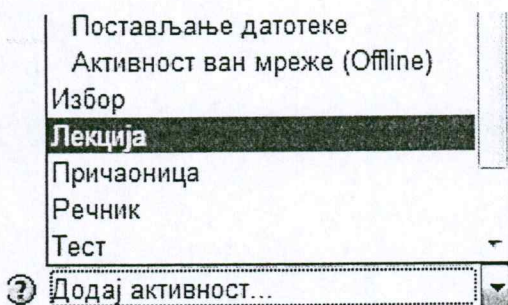 Постављање датотеке
Активност ван мреже (Offline)
Избор
Лекција
Причаоница
Речник
Тест
Додај активност...